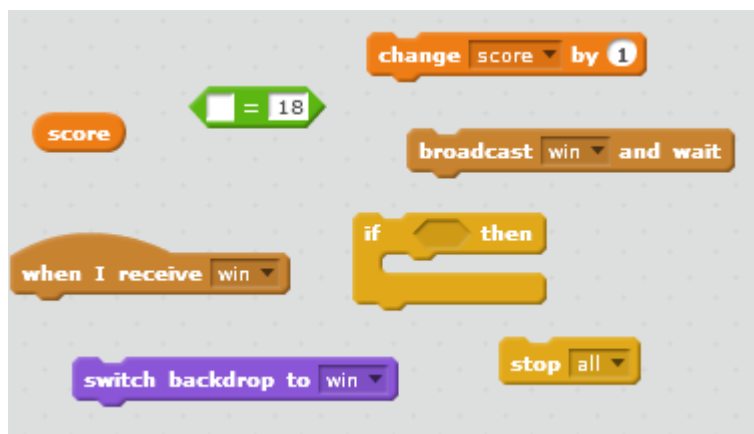 change score by 1
= 18
score
broadcast win and wait
if then
when I receive win
stop all
switch backdrop to win